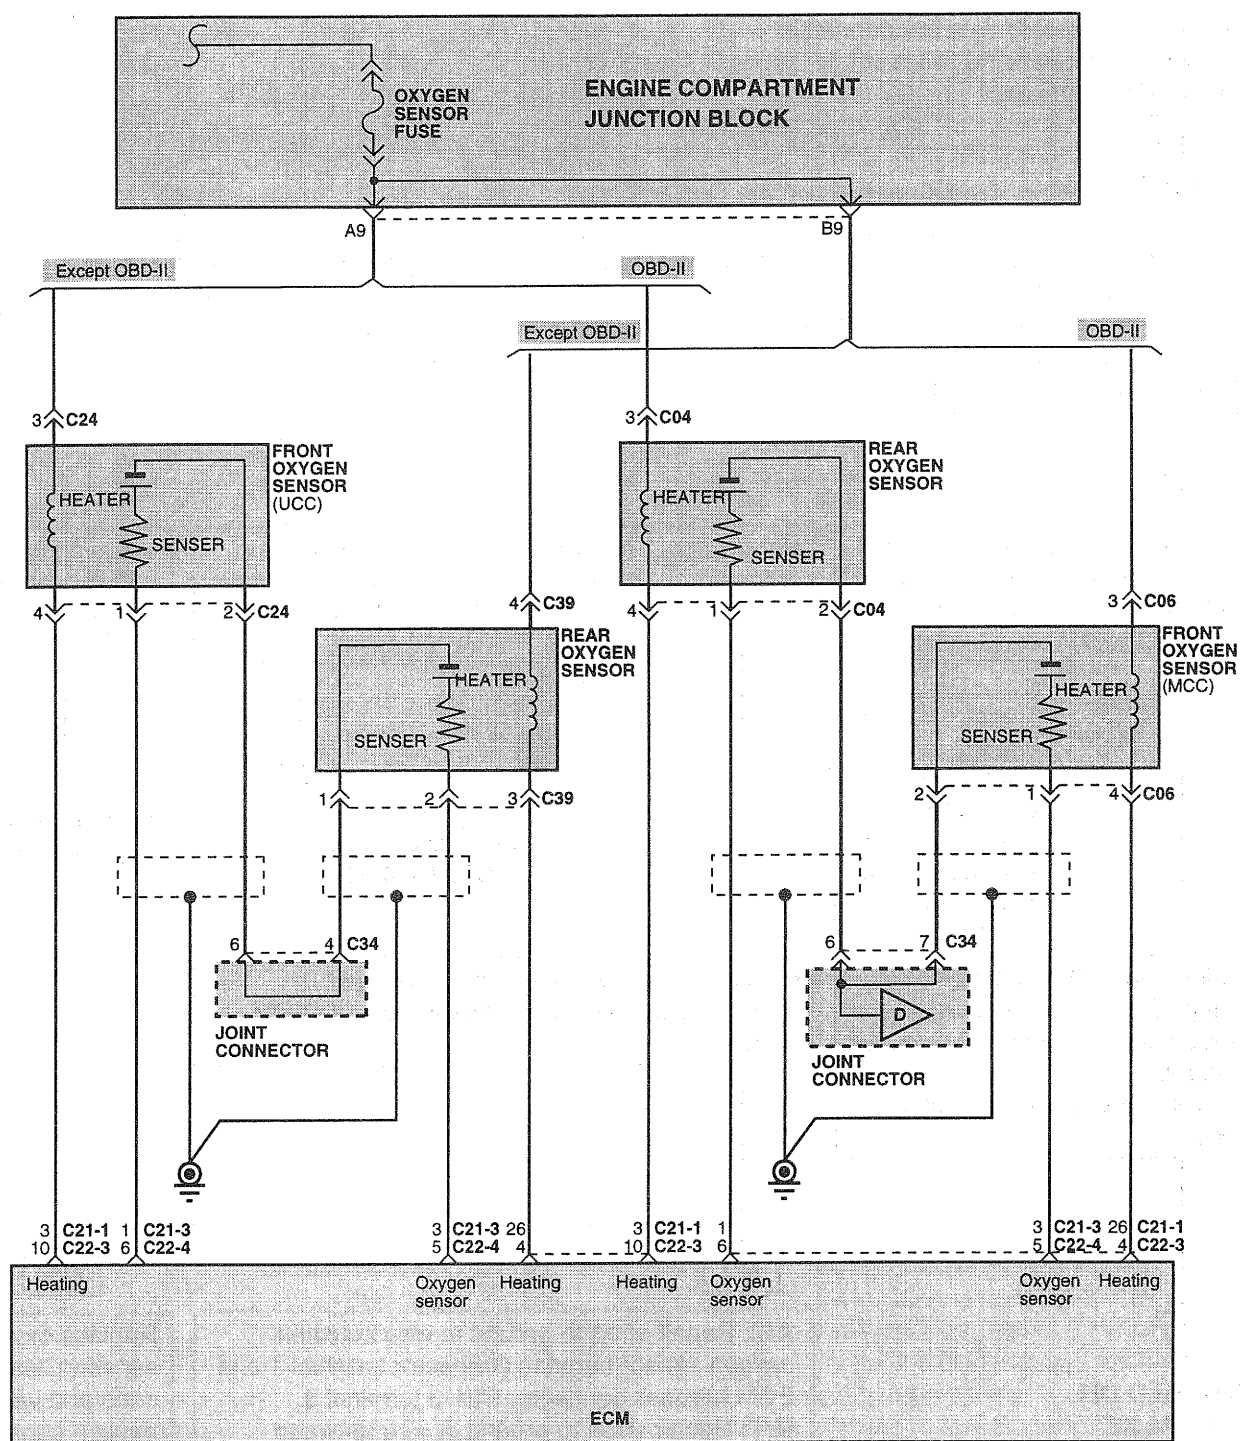 OXYGEN
SENSOR
FUSE
ENGINE COMPARTMENT
JUNCTION BLOCK
A9
B9
Except OBD-II
OBD-II
Except OBD-II
OBD-II
3 C24
3 C04
FRONT
OXYGEN
SENSOR
(UCC)
HEATER
SENSER
REAR
OXYGEN
SENSOR
HEATER
SENSER
4 1 2 C24
4 C39
4 1 2 C04
3 C06
REAR
OXYGEN
SENSOR
HEATER
SENSER
FRONT
OXYGEN
SENSOR
(MCC)
HEATER
SENSER
1 2 3 C39
2 1 4 C06
6 4 C34
6 7 C34
D
JOINT
CONNECTOR
JOINT
CONNECTOR
3 C21-1 1 C21-3 3 C21-3 26 3 C21-1 1 3 C21-3 26 C21-1
10 C22-3 6 C22-4 5 C22-4 4 10 C22-3 6 5 C22-4 4 C22-3
Heating
Oxygen
sensor
Heating
Heating
Oxygen
sensor
Oxygen
sensor
Heating
ECM